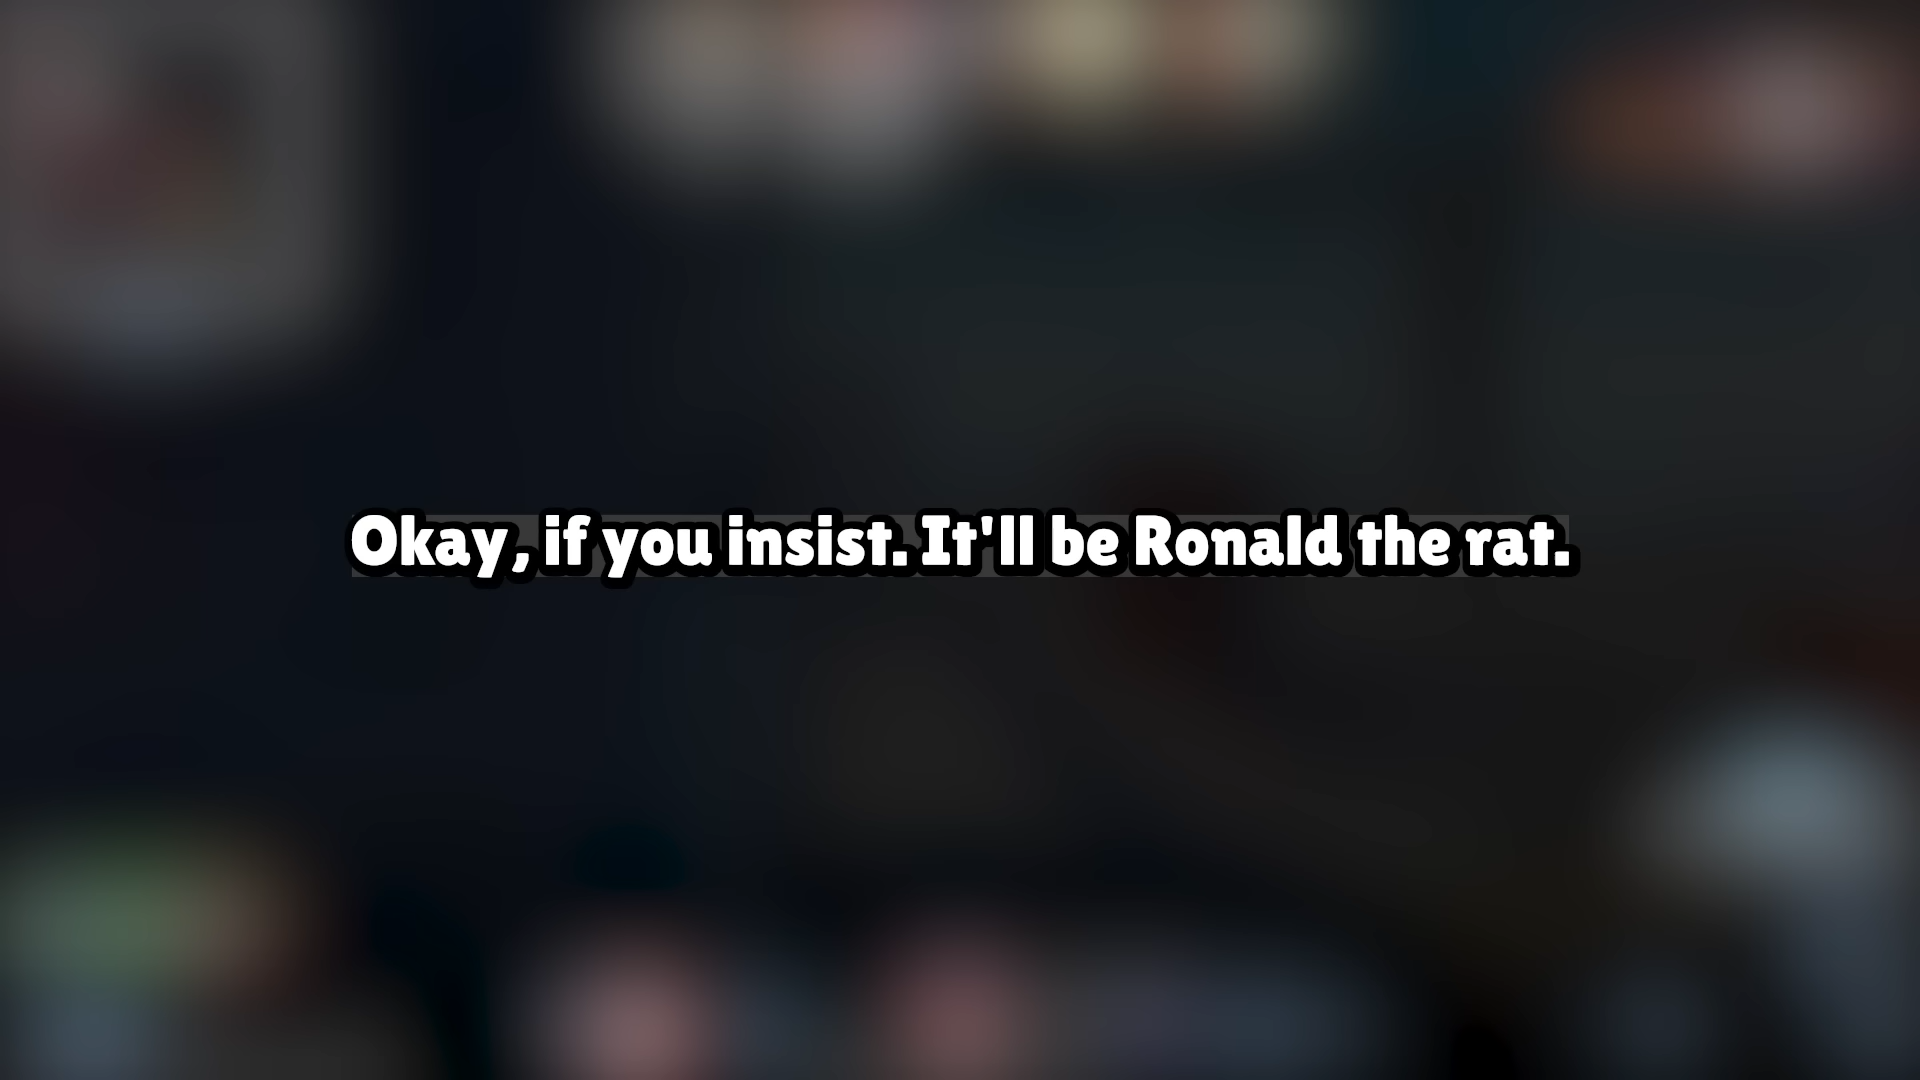 Okay, if you insist. It'll be Ronald the rat.